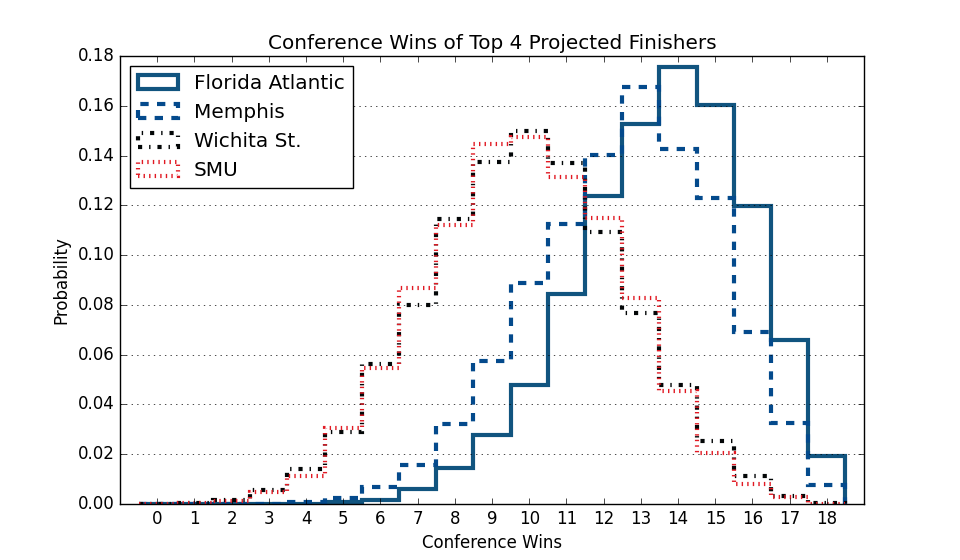 Conference Wins of Top 4 Projected Finishers
0.18
0.16
0.14
0.12
0.10
0.08
0.06
0.04
0.02
0.00
Probability
Florida Atlantic
Memphis
Wichita St.
SMU
0 1 2 3 4 5 6 7 8 9 10 11 12 13 14 15 16 17 18
Conference Wins